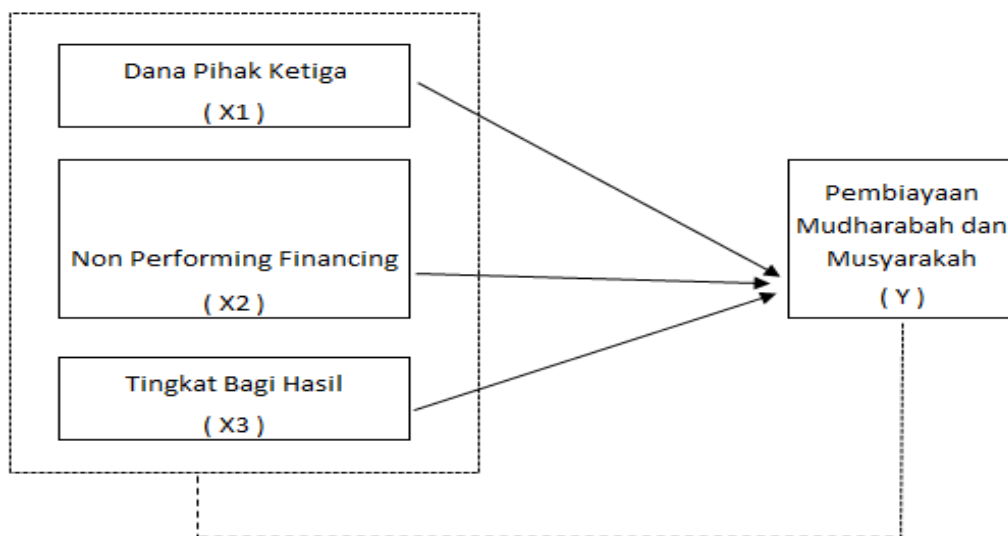 Dana Pihak Ketiga
( X1 )
Non Performing Financing
( X2 )
Tingkat Bagi Hasil
( X3 )
Pembiayaan
Mudharabah dan
Musyarakah
( Y )